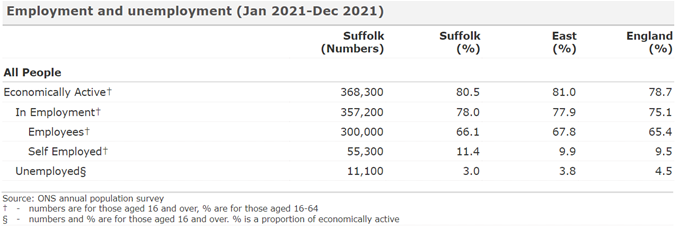 Employment and unemployment (Jan 2021-Dec 2021)
Suffolk East England
(Numbers) (%) (%) (%)
Suffolk
All People
Economically Active† 368,300 80.5 81.0 78.7
In Employment† 357,200 78.0 77.9 75.1
Employees† 300,000 66.1 67.8 65.4
Self Employed† 55,300 11.4 9.9 9.5
Unemployed§ 11,100 3.0 3.8 4.5
Source: ONS annual population survey
† - numbers are for those aged 16 and over, % are for those aged 16-64
§ - numbers and % are for those aged 16 and over. % is a proportion of economically active